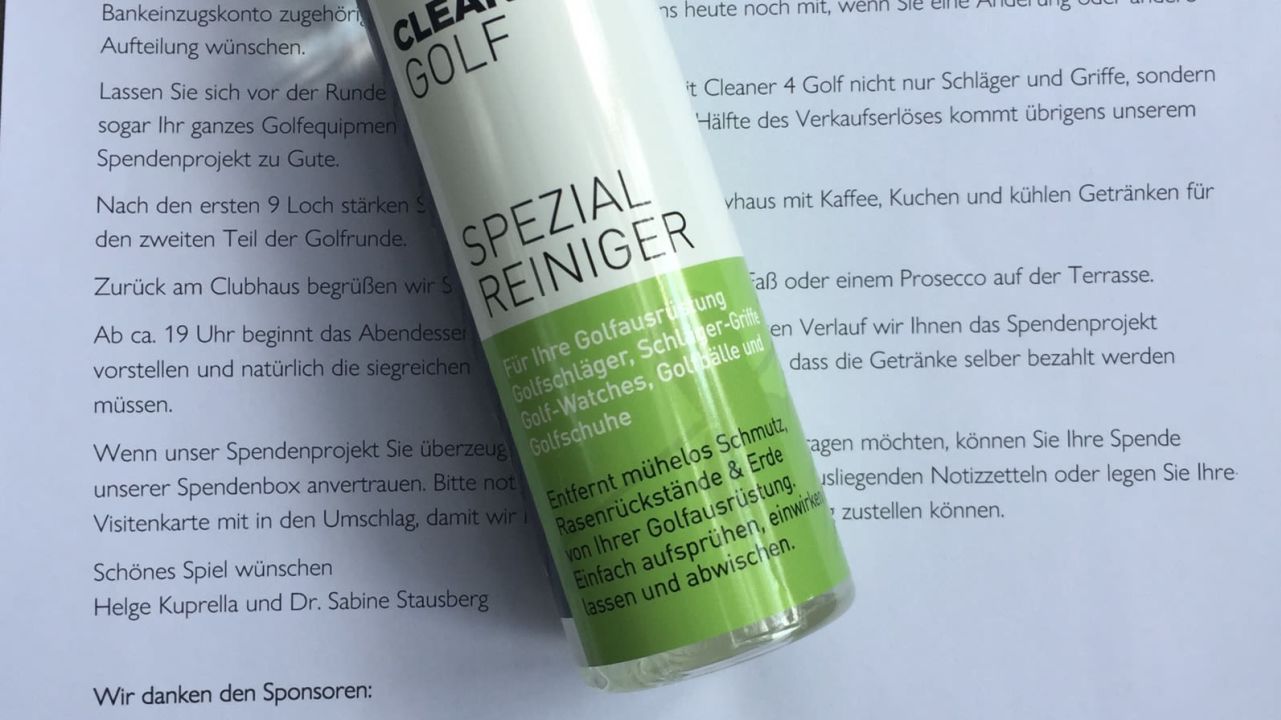 Bankeinzugskonto
ns heute noch mit, wenn Sie eine Änderung oder andere
Aufteilung wünschen.
Lassen Sie sich vor der Runde
it Cleaner 4 Golf nicht nur Schläger und Griffe, sondern
sogar Ihr ganzes Golfequipmen
Hälfte des Verkaufserlöses kommt übrigens unserem
Spendenprojekt zu Gute.
Nach den ersten 9 Loch stärken S
haus mit Kaffee, Kuchen und kühlen Getränken für
den zweiten Teil der Golfrunde.
Zurück am Clubhaus begrüßen wir S
Faß oder einem Prosecco auf der Terrasse.
Ab ca. 19 Uhr beginnt das Abendesse
en Verlauf wir Ihnen das Spendenprojekt
vorstellen und natürlich die siegreichen
dass die Getränke selber bezahlt werden
müssen.
Wenn unser Spendenprojekt Sie überzeug
ragen möchten, können Sie Ihre Spende
unserer Spendenbox anvertrauen. Bitte not
usliegenden Notizzetteln oder legen Sie Ihre
Visitenkarte mit in den Umschlag, damit wir
zustellen können.
Schönes Spiel wünschen
Helge Kuprella und Dr. Sabine Stausberg
Wir danken den Sponsoren:
GOLF
SPEZIAL
REINIGER
Für Ihre Golfausrüstung
Golfschläger, Schläger-Griffe
Golf-Watches, Golfbälle und
Golfschuhe
Entfernt mühelos Schmutz,
Rasenrückstände & Erde
von Ihrer Golfausrüstung.
Einfach aufsprühen, einwirken
lassen und abwischen.